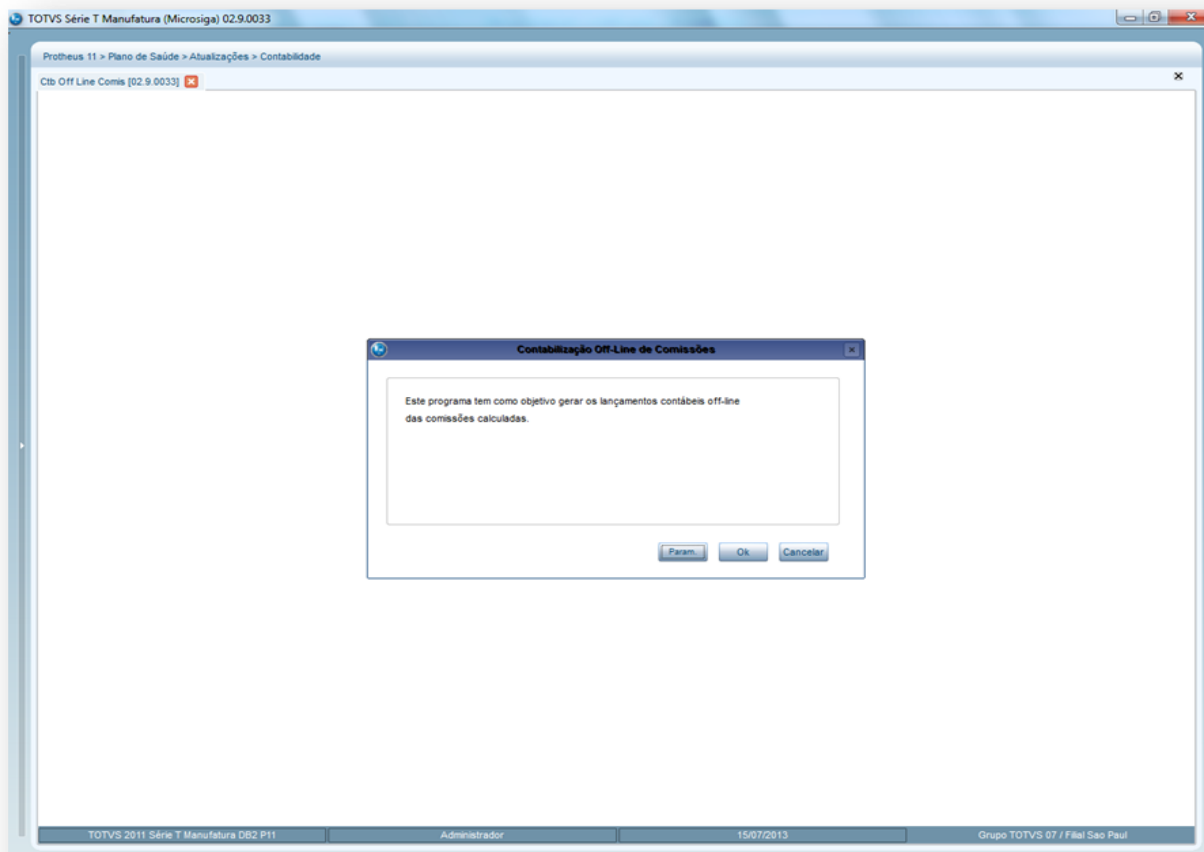 TOTVS Série T Manufatura (Microsiga) 02.9.0033
Protheus 11 > Plano de Saúde > Atualizações > Contabilidade
Ctb Off Line Comis [02.9.0033]
Contabilização Off-Line de Comissões
Este programa tem como objetivo gerar os lançamentos contábeis off-line
das comissões calculadas.
Param. Ok Cancelar
TOTVS 2011 Série T Manufatura DB2 P11 Administrador 15/07/2013 Grupo TOTVS 07 / Filial Sao Paul